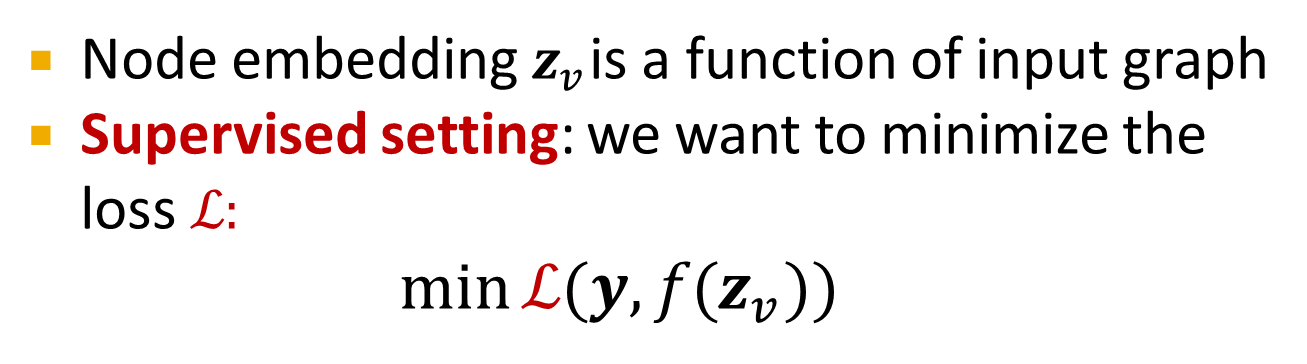 ▪ Node embedding 𝒛ᵥ is a function of input graph
▪ Supervised setting: we want to minimize the
loss ℒ:
min ℒ(𝒚, 𝑓(𝒛ᵥ))